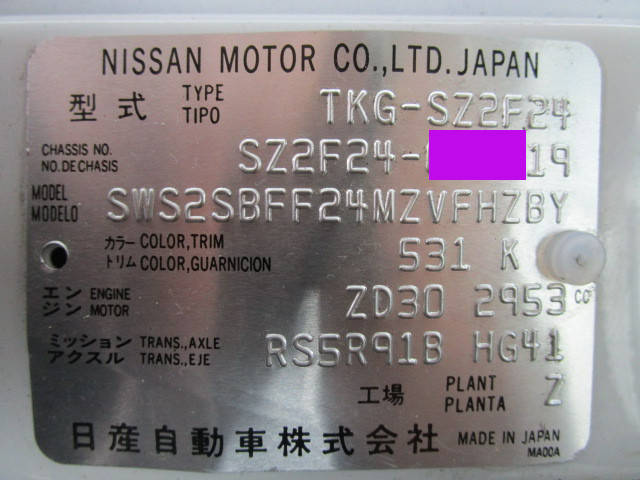 NISSAN MOTOR CO.,LTD.JAPAN
型式 TYPE TIPO TKG-SZ2F24
CHASSIS NO. NO.DECHASIS SZ2F24- 19
MODEL MODELO SWS2SBFF24MZVFHZBY
カラー COLOR,TRIM
トリム COLOR,GUARNICION 531 K
エンジン ENGINE MOTOR ZD30 2953 CC
ミッション TRANS.,AXLE
アクスル TRANS.,EJE RS5R91B HG41
工場 PLANT PLANTA Z
日産自動車株式会社 MADE IN JAPAN
MA00A